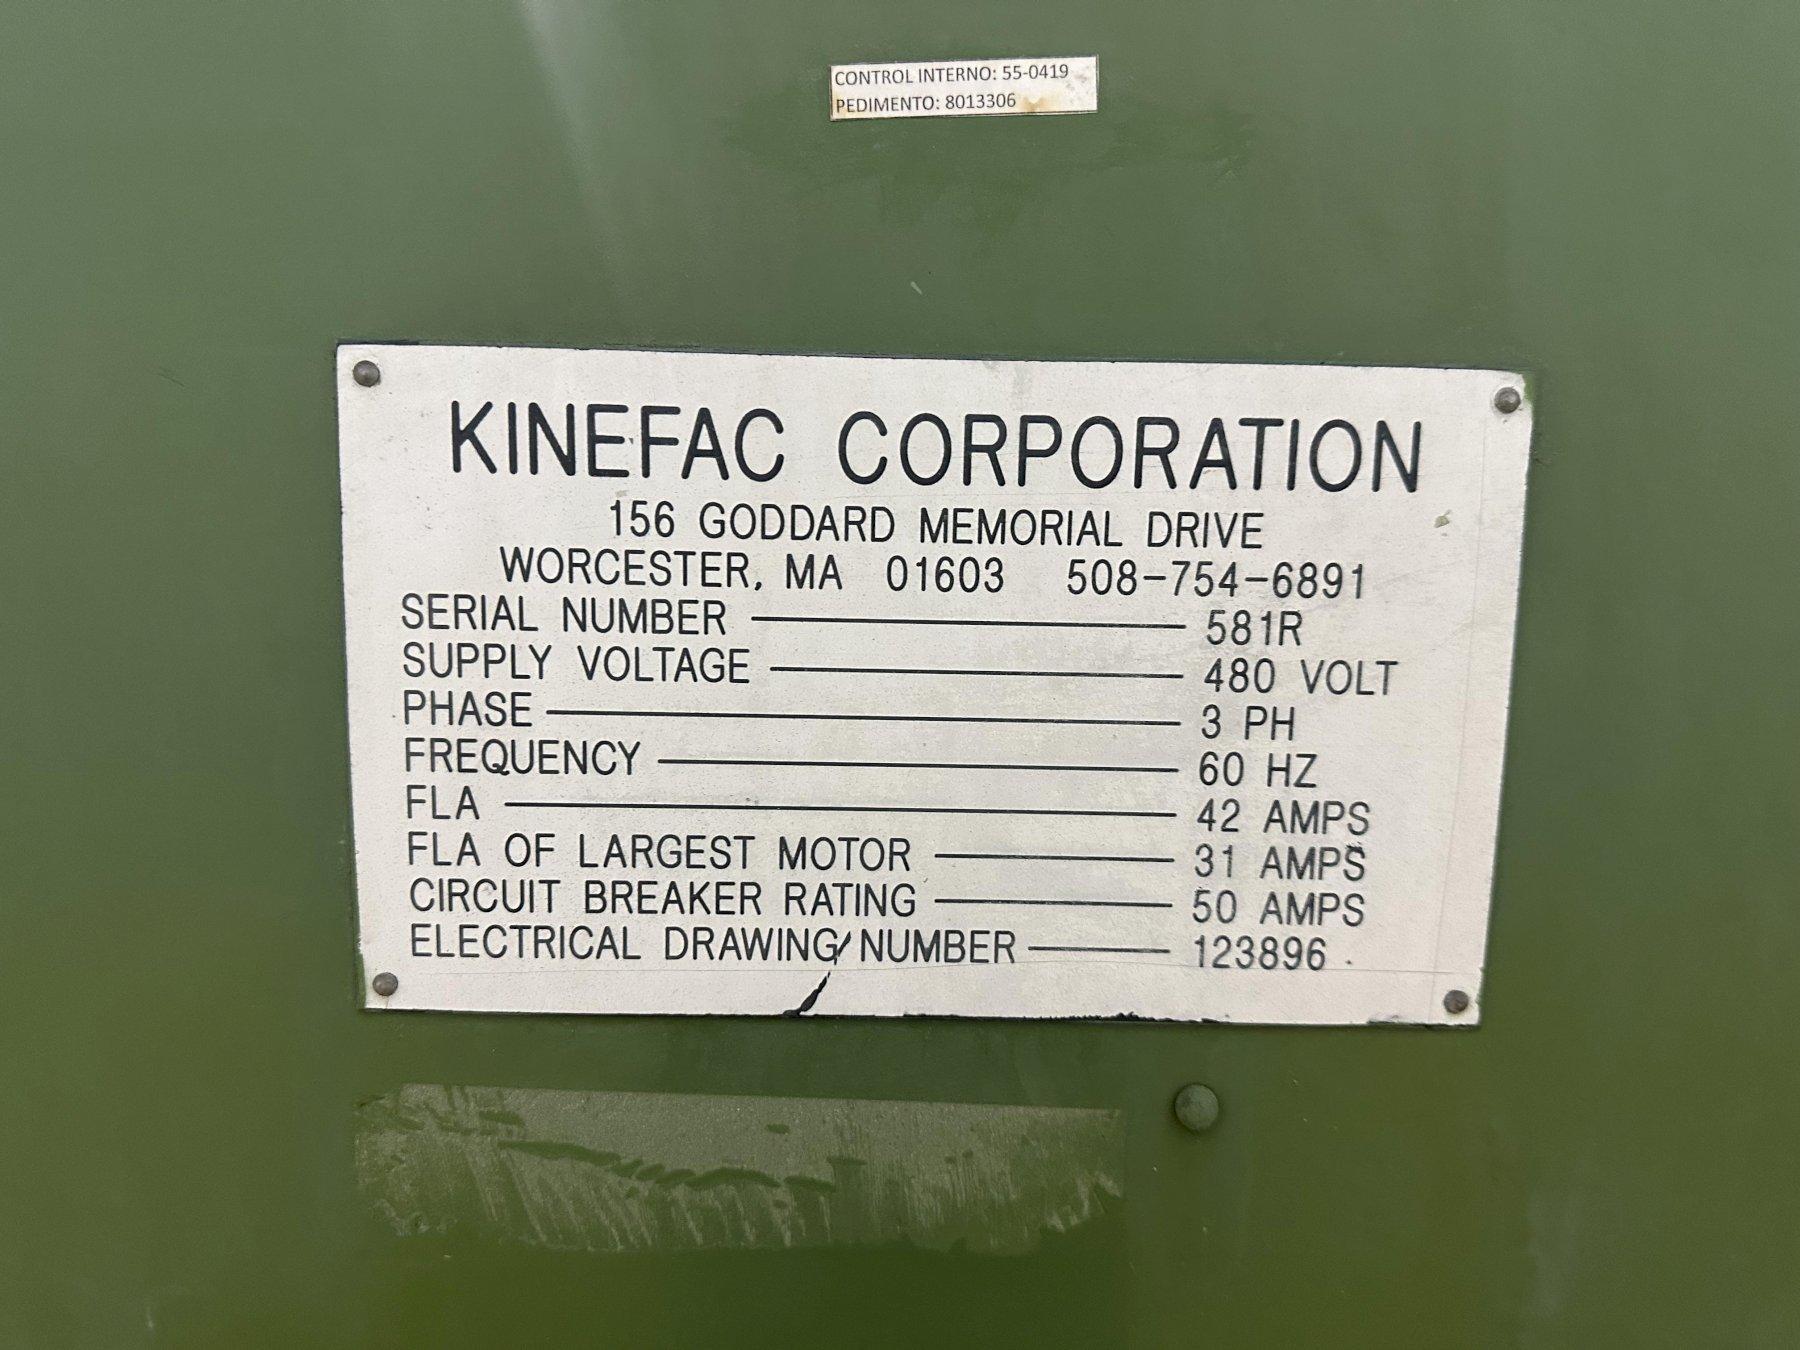 CONTROL INTERNO: 55-0419
PEDIMENTO: 8013306
KINEFAC CORPORATION
156 GODDARD MEMORIAL DRIVE
WORCESTER, MA 01603 508-754-6891
SERIAL NUMBER 581R
SUPPLY VOLTAGE 480 VOLT
PHASE 3 PH
FREQUENCY 60 HZ
FLA 42 AMPS
FLA OF LARGEST MOTOR 31 AMPS
CIRCUIT BREAKER RATING 50 AMPS
ELECTRICAL DRAWING NUMBER 123896